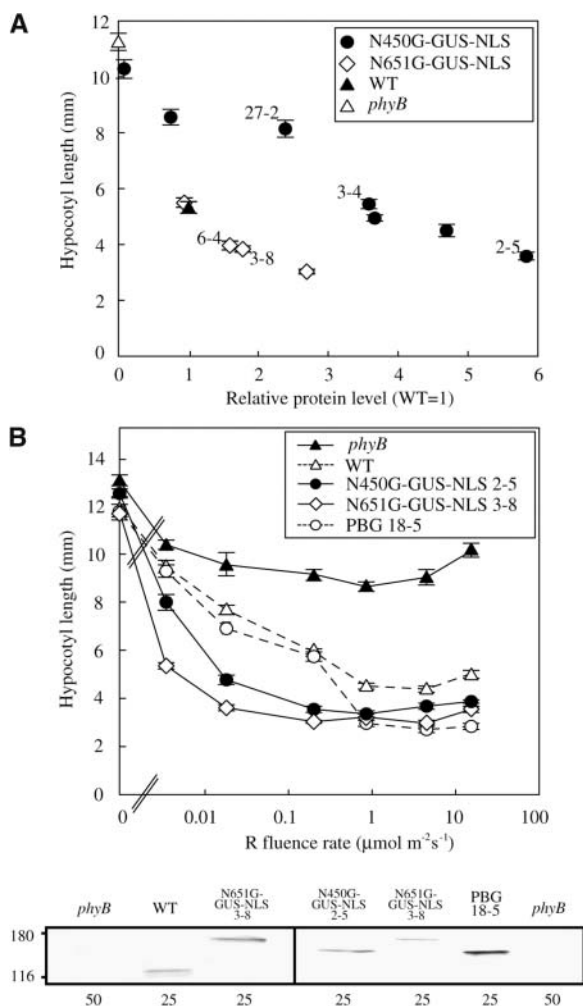 A
N450G-GUS-NLS
N651G-GUS-NLS
WT
phyB
Hypocotyl length (mm)
12
10
8
6
4
2
0
27-2
3-4
6-4
3-8
2-5
0 1 2 3 4 5 6
Relative protein level (WT=1)
B
phyB
WT
N450G-GUS-NLS 2-5
N651G-GUS-NLS 3-8
PBG 18-5
Hypocotyl length (mm)
14
12
10
8
6
4
2
0
0 0.01 0.1 1 10 100
R fluence rate (µmol m-2s-1)
phyB WT N651G-GUS-NLS 3-8 N450G-GUS-NLS 2-5 N651G-GUS-NLS 3-8 PBG 18-5 phyB
180
116
50 25 25 25 25 25 50